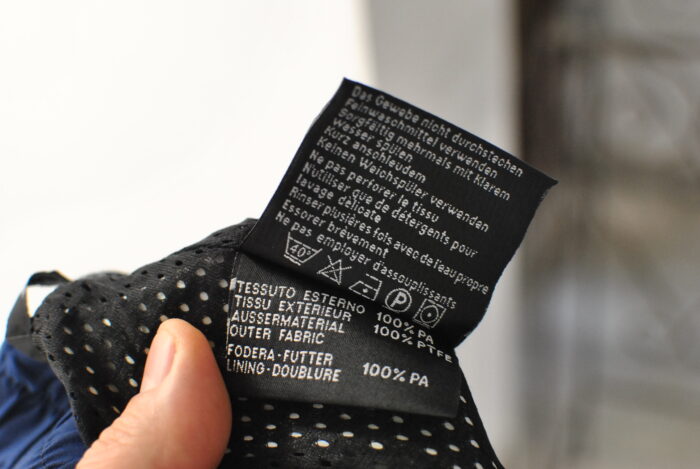 Das Gewebe nicht durchstechen
Feinwaschmittel verwenden
Sorgfältig mehrmals mit Klarem
Wasser spülen
Kurz anschleudem
Keinen Weichspüler verwenden
Ne pas perforer le tissu
N'utiliser que de détergents pour
lavage délicate
Rinser plusières fois avec de l'eau propre
Essorer brèvement
Ne pas employer d'assouplissants
40° P
TESSUTO ESTERNO
TISSU EXTÉRIEUR 100% PA
AUSSERMATERIAL 100% PTFE
OUTER FABRIC
FODERA-FUTTER
LINING-DOUBLURE 100% PA